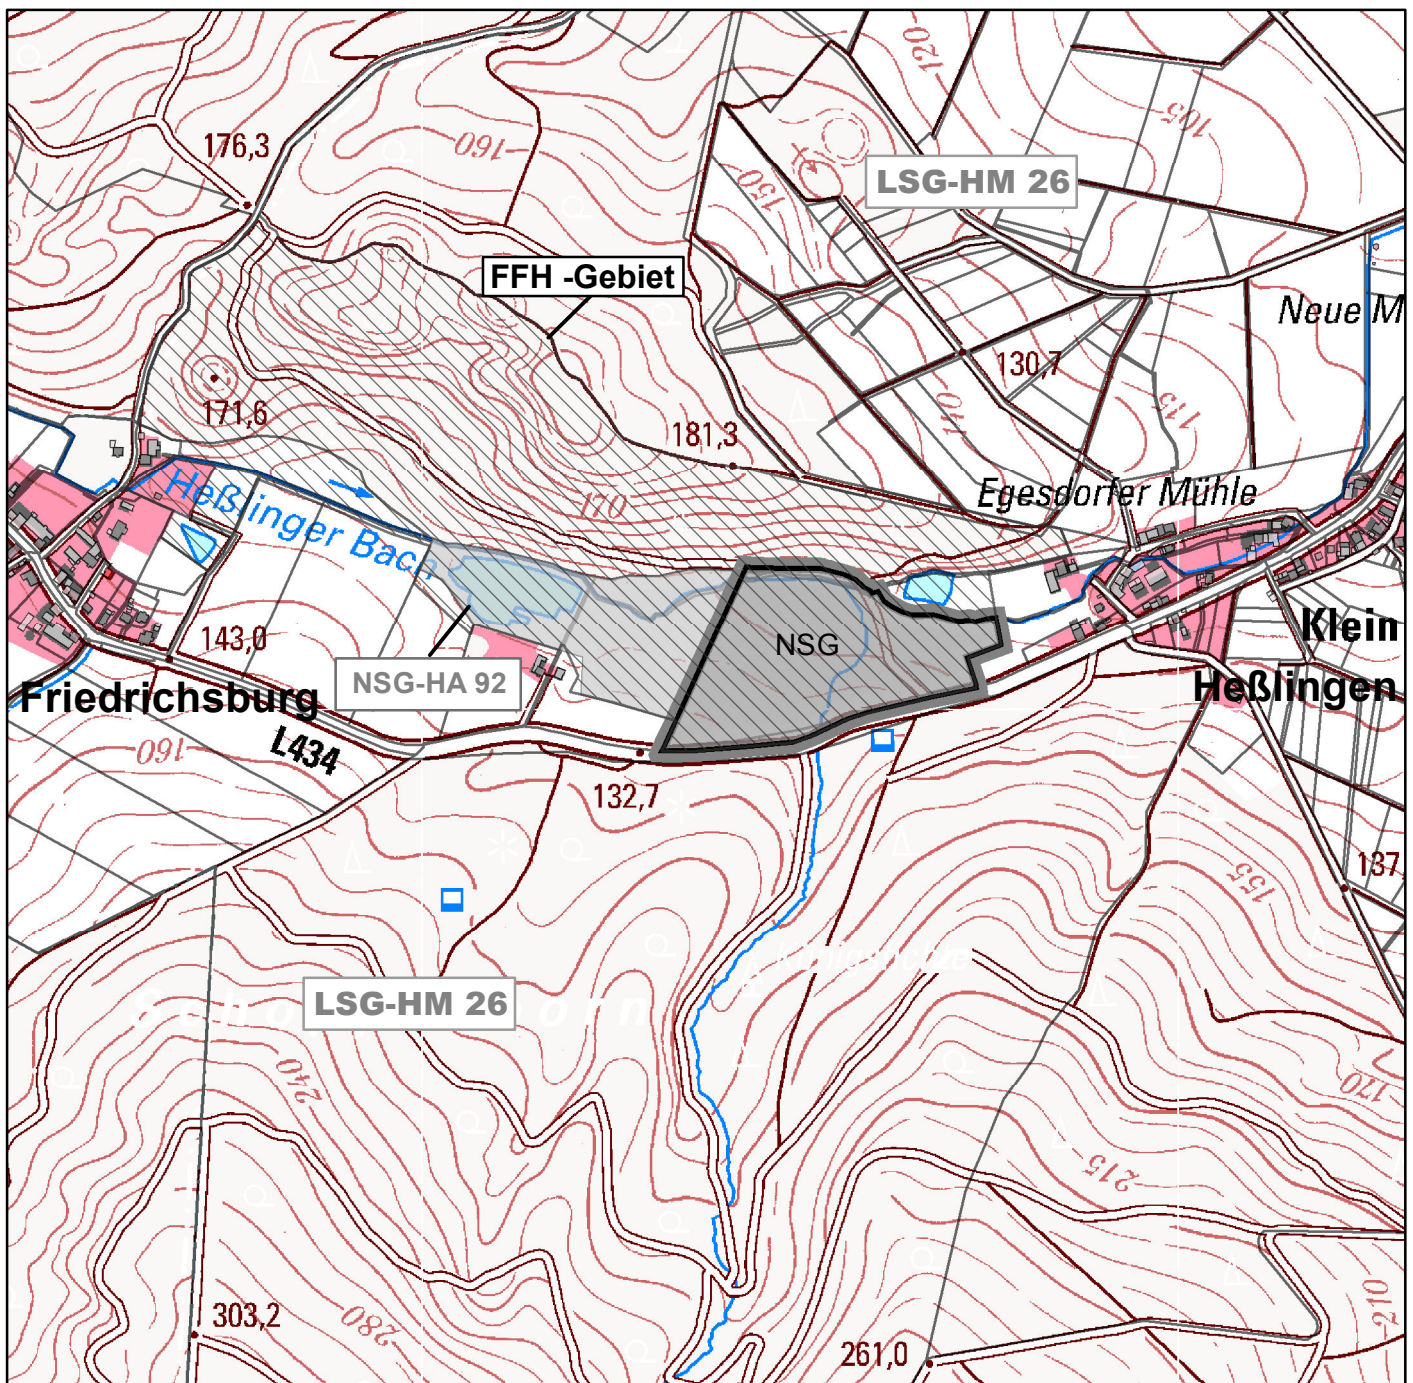 120
105
176,3
160
LSG-HM 26
150
FFH -Gebiet
Neue M
130,7
171,6
115
110
181,3
170
Egesdorfer Mühle
Heßlinger Bach
NSG
Klein
Heßlingen
143,0
NSG-HA 92
Friedrichsburg
L434
160
132,7
155
137,
LSG-HM 26
240
170
215
303,2
280
261,0
210